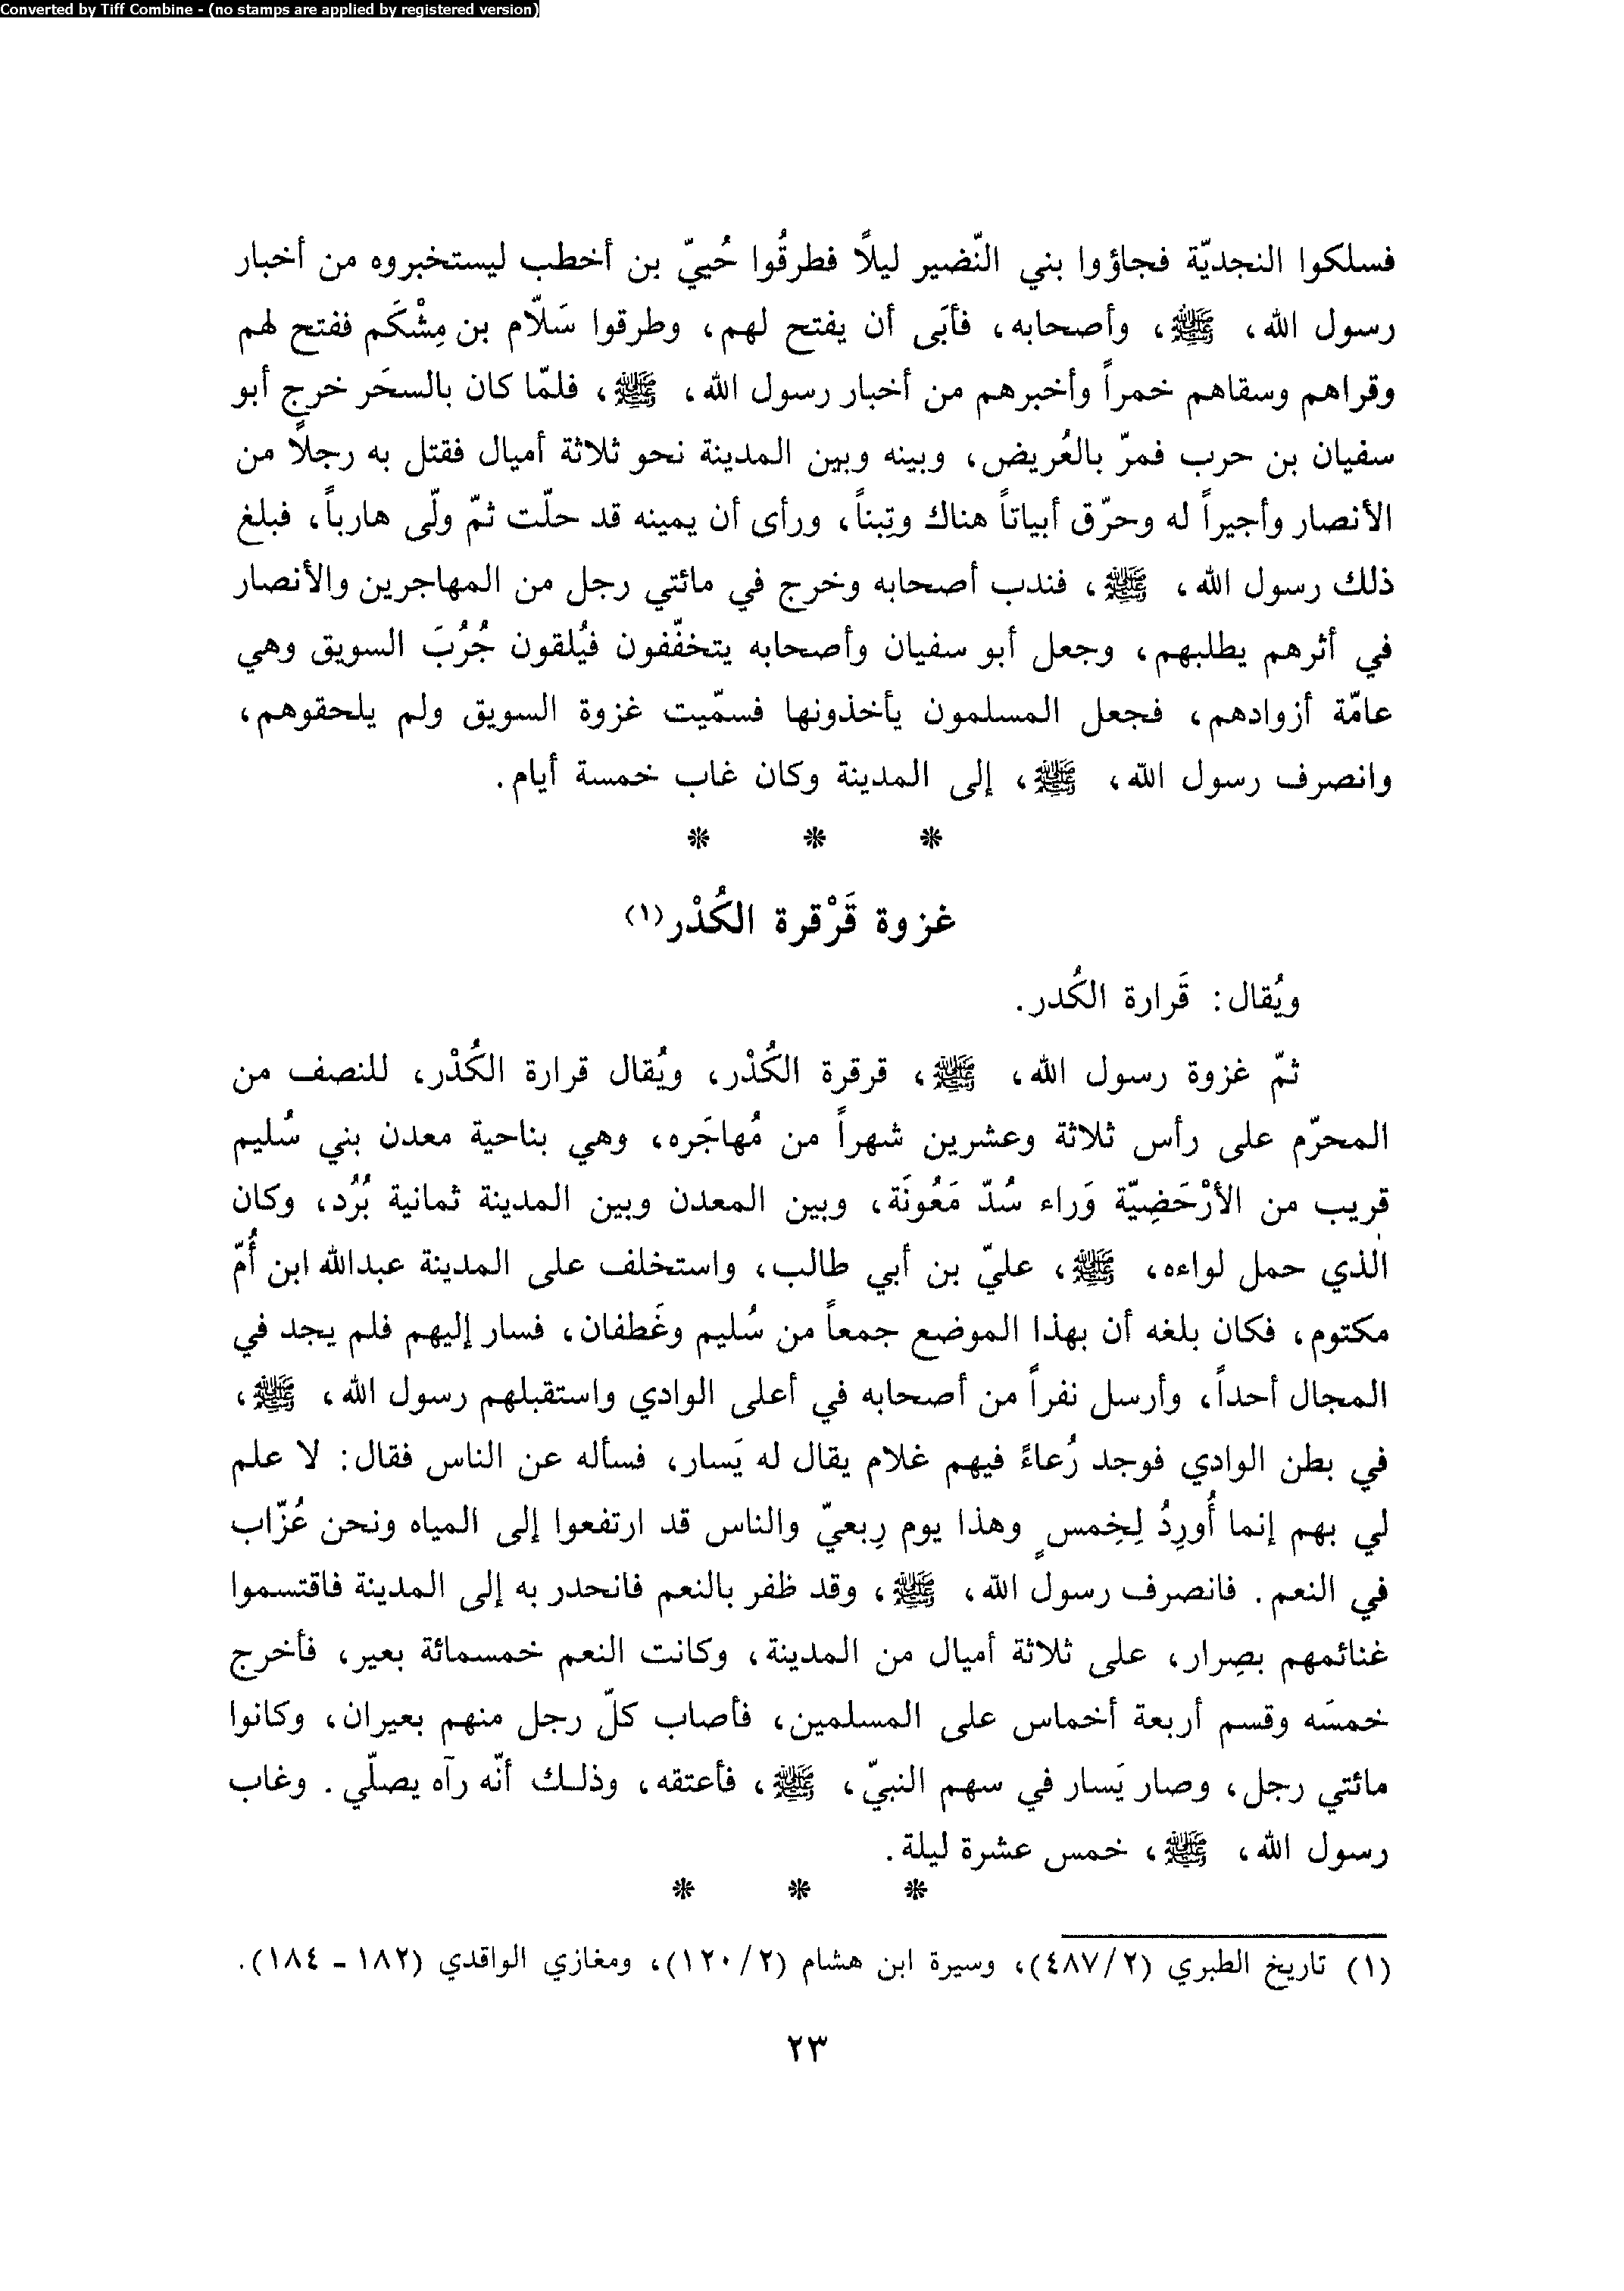 Converted by Tiff Combine - (no stamps are applied by registered version)
فسلكوا النجديّة فجاؤوا بني النّضير ليلاً فطرقُوا حُييّ بن أخطب ليستخبروه من أخبار
رسول الله، ﷺ، وأصحابه، فأبَى أن يفتح لهم، وطرقوا سَلّام بن مِشْكَم ففتح لهم
وقراهم وسقاهم خمراً وأخبرهم من أخبار رسول الله، ﷺ، فلمّا كان بالسحَر خرج أبو
سفيان بن حرب فمرّ بالعُريض، وبينه وبين المدينة نحو ثلاثة أميال فقتل به رجلاً من
الأنصار وأجيراً له وحرّق أبياتاً هناك وتِبناً، ورأى أن يمينه قد حلّت ثمّ ولّى هارباً، فبلغ
ذلك رسول الله، ﷺ، فندب أصحابه وخرج في مائتي رجل من المهاجرين والأنصار
في أثرهم يطلبهم، وجعل أبو سفيان وأصحابه يتخفّفون فيُلقون جُرُبَ السويق وهي
عامّة أزوادهم، فجعل المسلمون يأخذونها فسمّيت غزوة السويق ولم يلحقوهم،
وانصرف رسول الله، ﷺ، إلى المدينة وكان غاب خمسة أيام.
* * *
غزوة قَرْقرة الكُدْر(١)
ويُقال: قَرارة الكُدر.
ثمّ غزوة رسول الله، ﷺ، قرقرة الكُدْر، ويُقال قرارة الكُدْر، للنصف من
المحرّم على رأس ثلاثة وعشرين شهراً من مُهاجَره، وهي بناحية معدن بني سُليم
قريب من الأرْحَضِيّة وَراء سُدّ مَعُونَة، وبين المعدن وبين المدينة ثمانية بُرُد، وكان
الذي حمل لواءه، ﷺ، عليّ بن أبي طالب، واستخلف على المدينة عبدالله ابن أُمّ
مكتوم، فكان بلغه أن بهذا الموضع جمعاً من سُليم وغَطفان، فسار إليهم فلم يجد في
المجال أحداً، وأرسل نفراً من أصحابه في أعلى الوادي واستقبلهم رسول الله، ﷺ،
في بطن الوادي فوجد رُعاءً فيهم غلام يقال له يَسار، فسأله عن الناس فقال: لا علم
لي بهم إنما أُورِدُ لِخِمسٍ وهذا يوم رِبعيّ والناس قد ارتفعوا إلى المياه ونحن عُزّاب
في النعم. فانصرف رسول الله، ﷺ، وقد ظفر بالنعم فانحدر به إلى المدينة فاقتسموا
غنائمهم بصِرار، على ثلاثة أميال من المدينة، وكانت النعم خمسمائة بعير، فأخرج
خمسَه وقسم أربعة أخماس على المسلمين، فأصاب كلّ رجل منهم بعيران، وكانوا
مائتي رجل، وصار يَسار في سهم النبيّ، ﷺ، فأعتقه، وذلك أنّه رآه يصلّي. وغاب
رسول الله، ﷺ، خمس عشرة ليلة.
* * *
(١) تاريخ الطبري (٢/ ٤٨٧)، وسيرة ابن هشام (٢/ ١٢٠)، ومغازي الواقدي (١٨٢ - ١٨٤).
٢٣